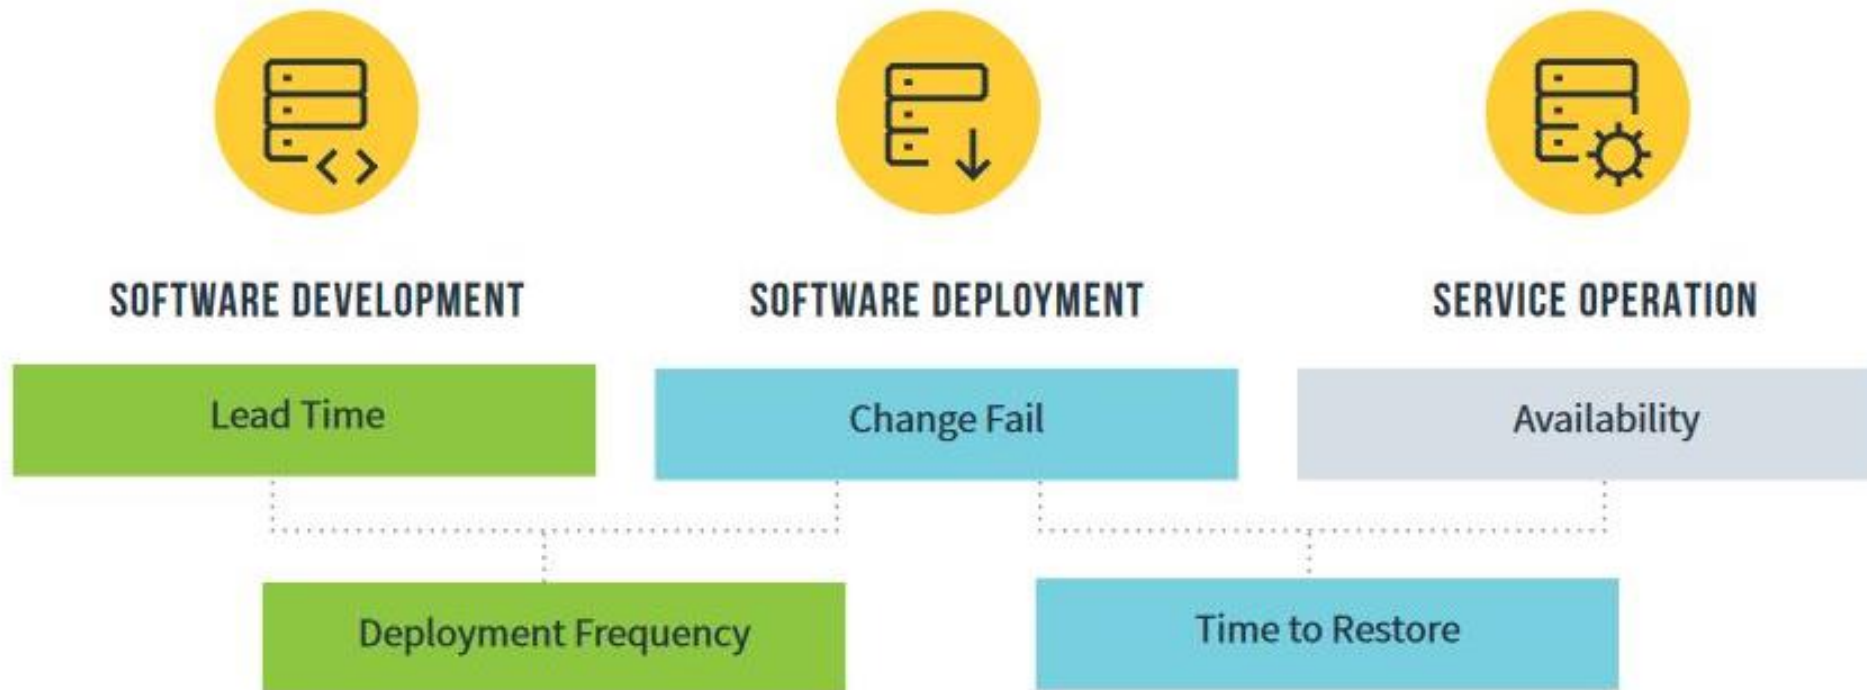 SOFTWARE DEVELOPMENT
SOFTWARE DEPLOYMENT
SERVICE OPERATION
Lead Time
Change Fail
Availability
Deployment Frequency
Time to Restore